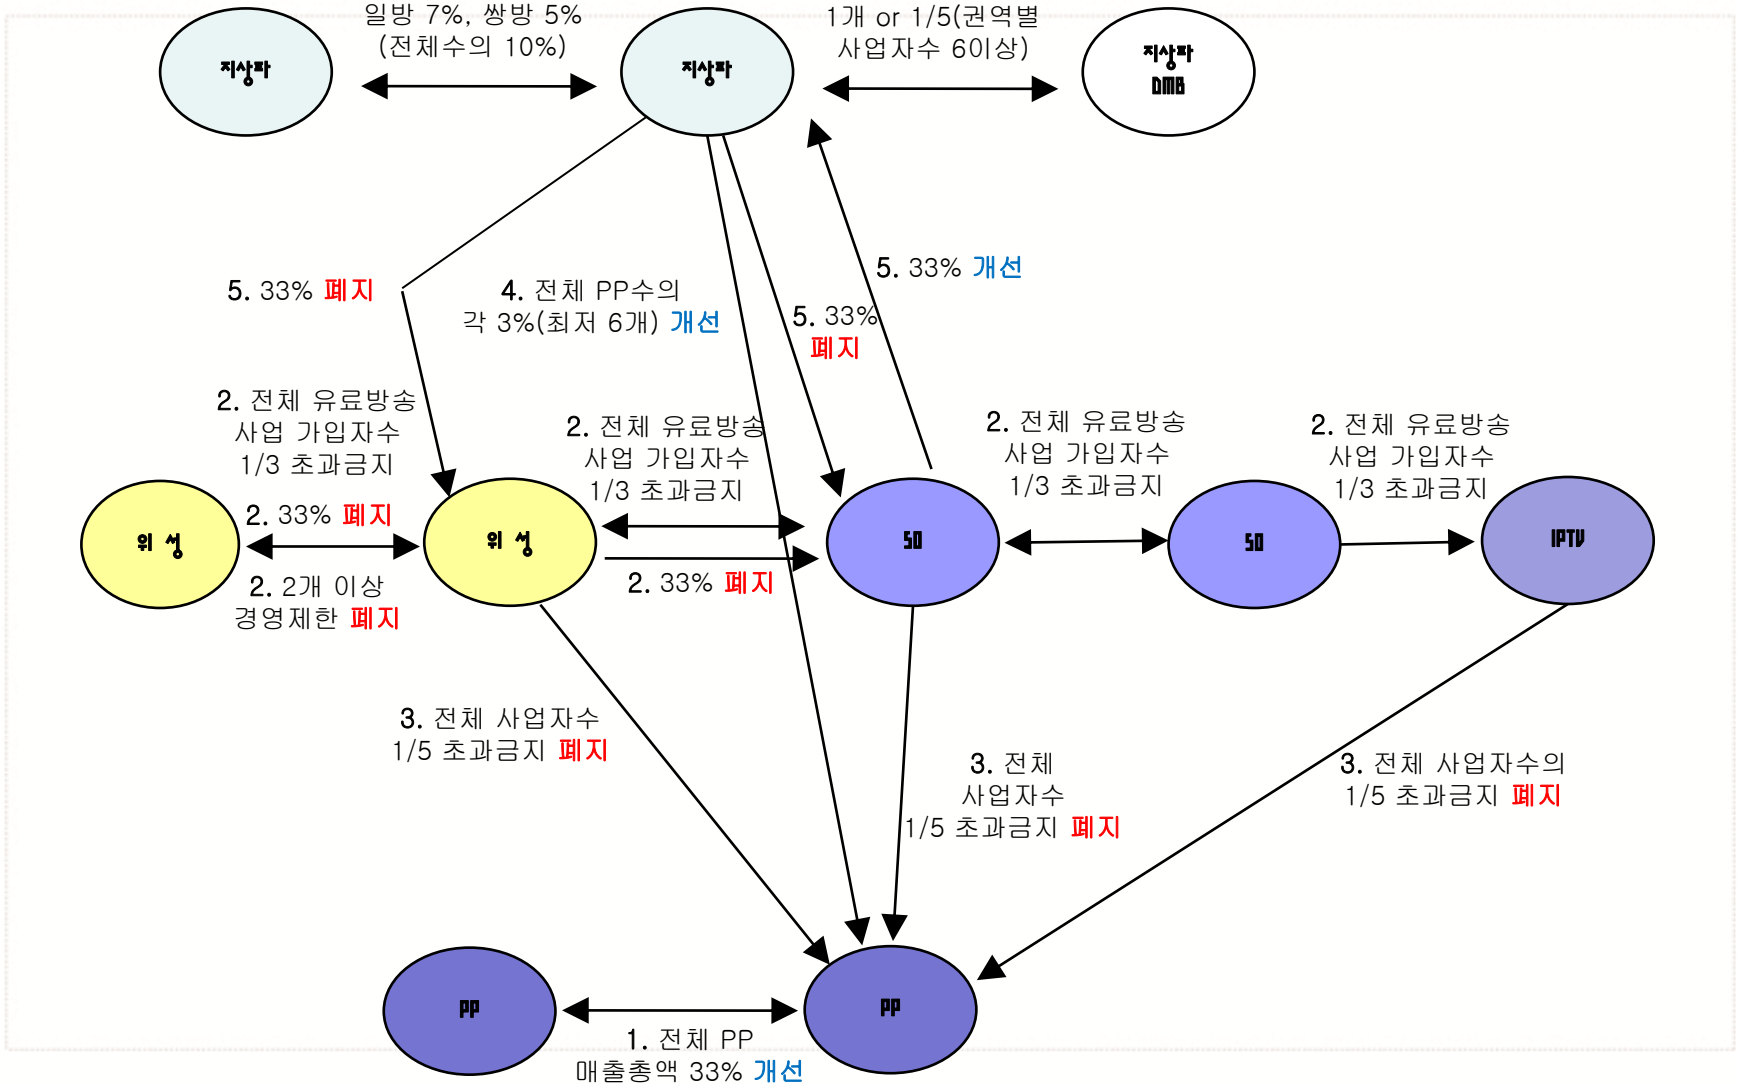 일방 7%, 쌍방 5%
(전체수의 10%)
1개 or 1/5(권역별
사업자수 6이상)
지상파
지상파
지상파
DMB
5. 33% 개선
5. 33% 폐지
4. 전체 PP수의
각 3%(최저 6개) 개선
5. 33%
폐지
2. 전체 유료방송
사업 가입자수
1/3 초과금지
2. 전체 유료방송
사업 가입자수
1/3 초과금지
2. 전체 유료방송
사업 가입자수
1/3 초과금지
2. 전체 유료방송
사업 가입자수
1/3 초과금지
위 성
2. 33% 폐지
위 성
SO
SO
IPTV
2. 2개 이상
경영제한 폐지
2. 33% 폐지
3. 전체 사업자수
1/5 초과금지 폐지
3. 전체
사업자수
1/5 초과금지 폐지
3. 전체 사업자수의
1/5 초과금지 폐지
PP
PP
1. 전체 PP
매출총액 33% 개선